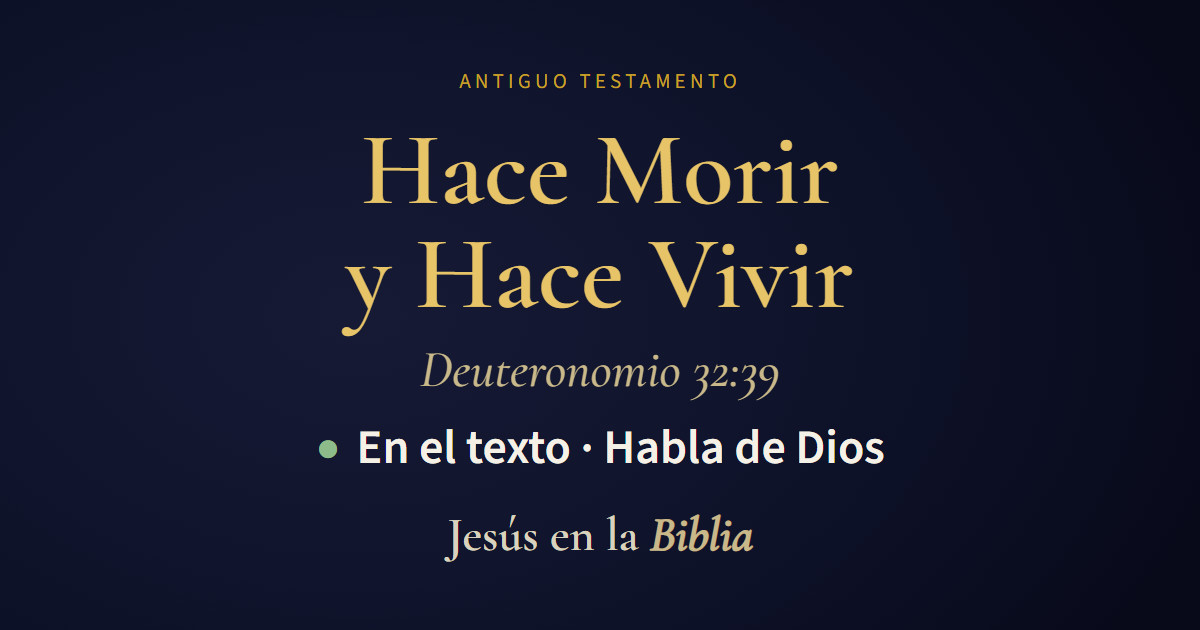 ANTIGUO TESTAMENTO
Hace Morir
y Hace Vivir
Deuteronomio 32:39
• En el texto · Habla de Dios
Jesús en la Biblia